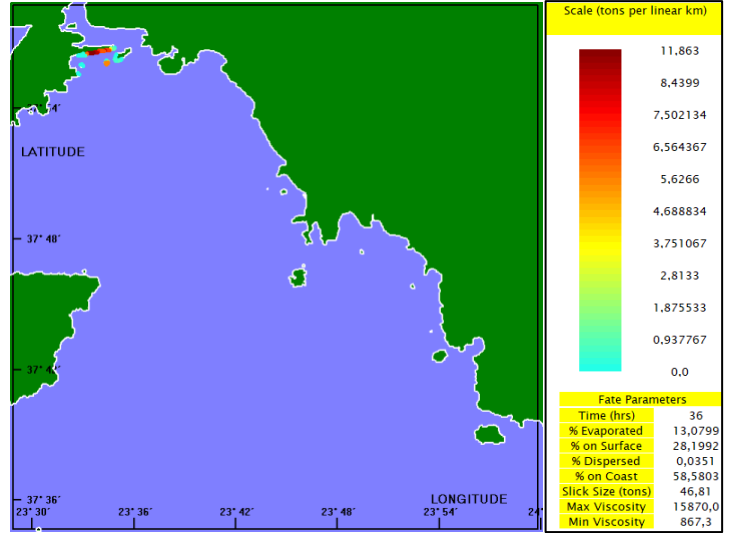 Scale (tons per linear km)
11,863
8,4399
7,502134
6,564367
5,6266
4,688834
3,751067
2,8133
1,875533
0,937767
0,0
LATITUDE
37° 48'
37° 36'
LONGITUDE
23° 30' 23° 36' 23° 42' 23° 48' 23° 54' 24°
Fate Parameters
Time (hrs) 36
% Evaporated 13,0799
% on Surface 28,1992
% Dispersed 0,0351
% on Coast 58,5803
Slick Size (tons) 46,81
Max Viscosity 15870,0
Min Viscosity 867,3